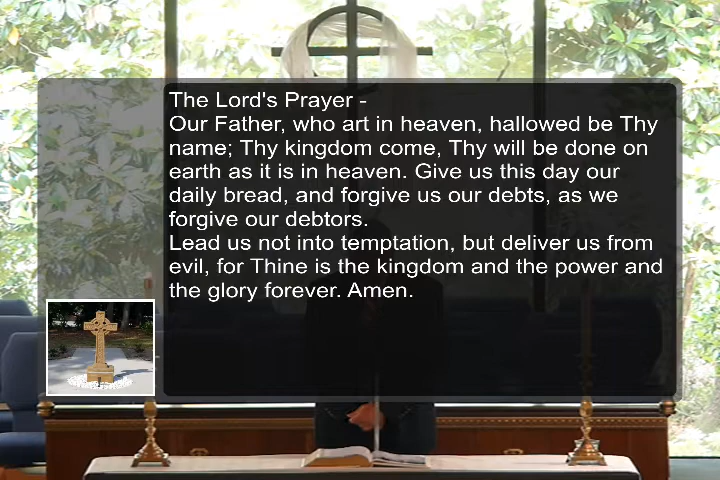 The Lord's Prayer -
Our Father, who art in heaven, hallowed be Thy
name; Thy kingdom come, Thy will be done on
earth as it is in heaven. Give us this day our
daily bread, and forgive us our debts, as we
forgive our debtors.
Lead us not into temptation, but deliver us from
evil, for Thine is the kingdom and the power and
the glory forever. Amen.